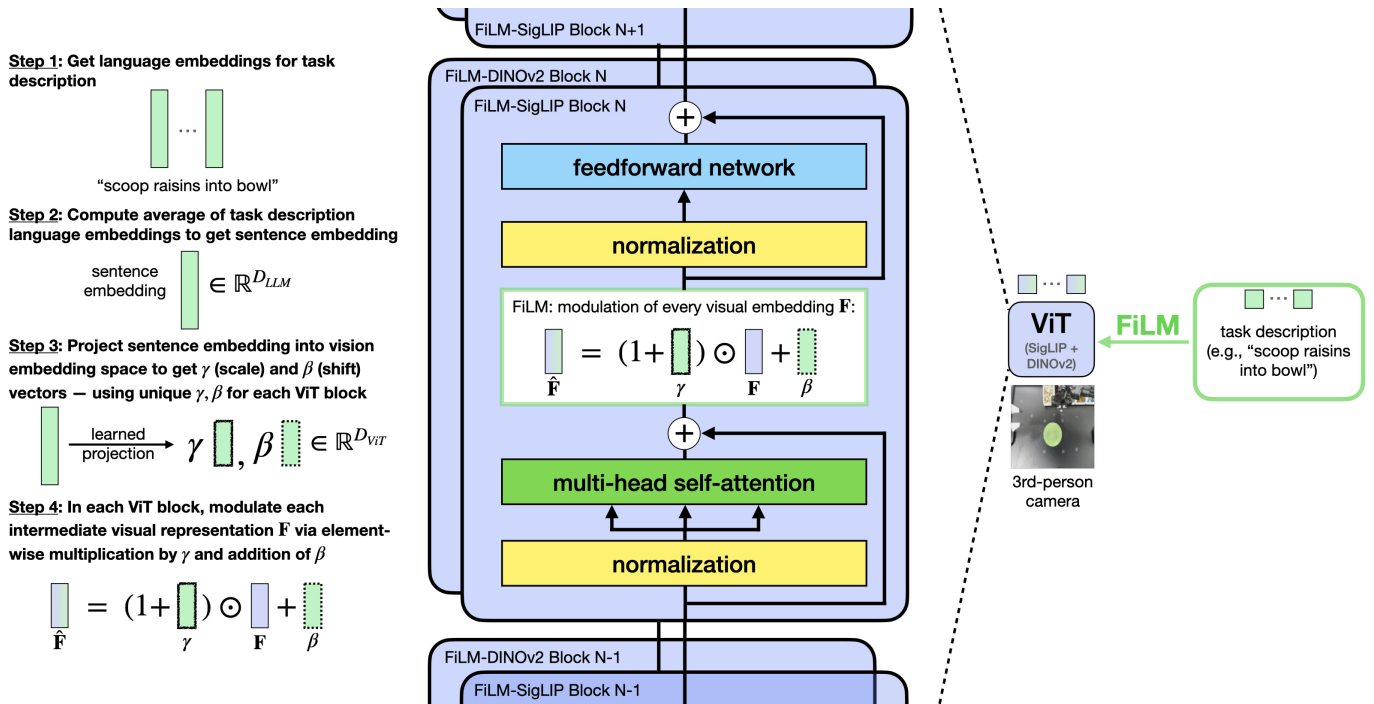 Step 1: Get language embeddings for task
description
...
“scoop raisins into bowl”
Step 2: Compute average of task description
language embeddings to get sentence embedding
sentence
embedding
∈ ℝ^{D_{LLM}}
Step 3: Project sentence embedding into vision
embedding space to get γ (scale) and β (shift)
vectors — using unique γ, β for each ViT block
learned
projection
γ , β ∈ ℝ^{D_{ViT}}
Step 4: In each ViT block, modulate each
intermediate visual representation F via element-
wise multiplication by γ and addition of β
= (1+ ) ⊙ +
F̂ γ F β
FiLM-SigLIP Block N+1
FiLM-DINOv2 Block N
FiLM-SigLIP Block N
+
feedforward network
normalization
FiLM: modulation of every visual embedding F:
= (1+ ) ⊙ +
F̂ γ F β
+
multi-head self-attention
normalization
FiLM-DINOv2 Block N-1
FiLM-SigLIP Block N-1
...
ViT
(SigLIP +
DINOv2)
3rd-person
camera
FiLM
...
task description
(e.g., “scoop raisins
into bowl”)